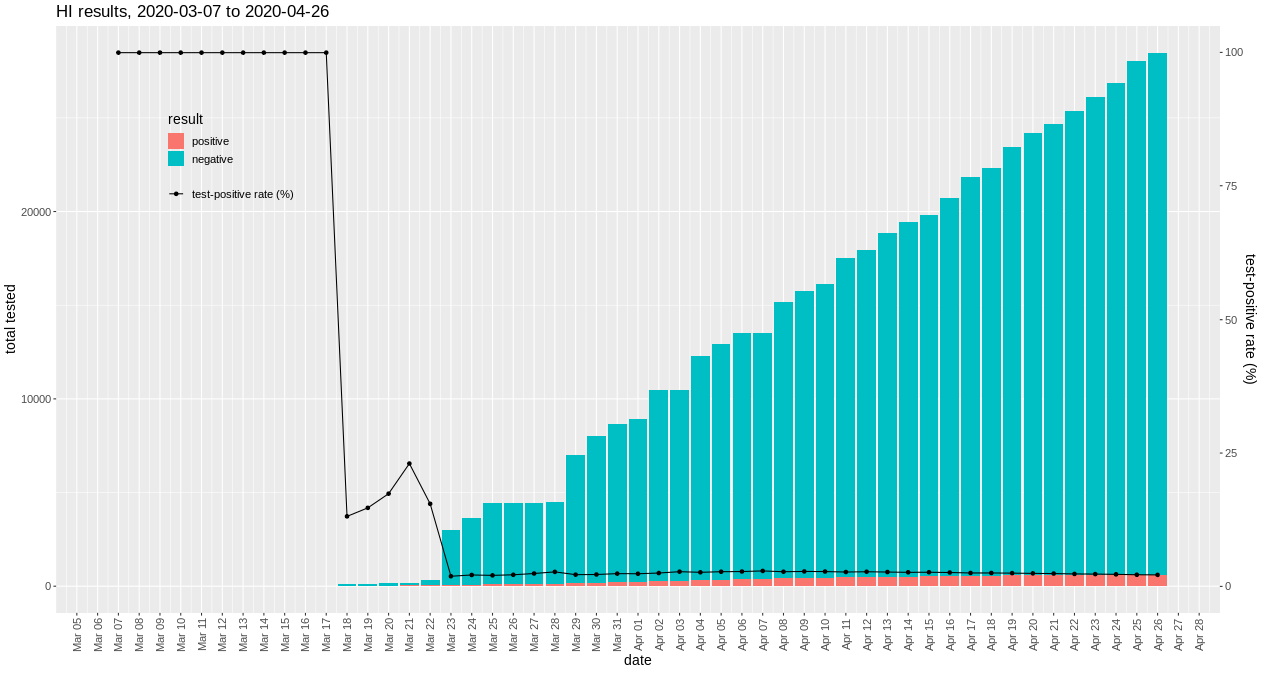 HI results, 2020-03-07 to 2020-04-26
result
positive
negative
test-positive rate (%)
total tested
20000
10000
0
100
75
50
25
0
test-positive rate (%)
Mar 05
Mar 06
Mar 07
Mar 08
Mar 09
Mar 10
Mar 11
Mar 12
Mar 13
Mar 14
Mar 15
Mar 16
Mar 17
Mar 18
Mar 19
Mar 20
Mar 21
Mar 22
Mar 23
Mar 24
Mar 25
Mar 26
Mar 27
Mar 28
Mar 29
Mar 30
Mar 31
Apr 01
Apr 02
Apr 03
Apr 04
Apr 05
Apr 06
Apr 07
Apr 08
Apr 09
Apr 10
Apr 11
Apr 12
Apr 13
Apr 14
Apr 15
Apr 16
Apr 17
Apr 18
Apr 19
Apr 20
Apr 21
Apr 22
Apr 23
Apr 24
Apr 25
Apr 26
Apr 27
Apr 28
date